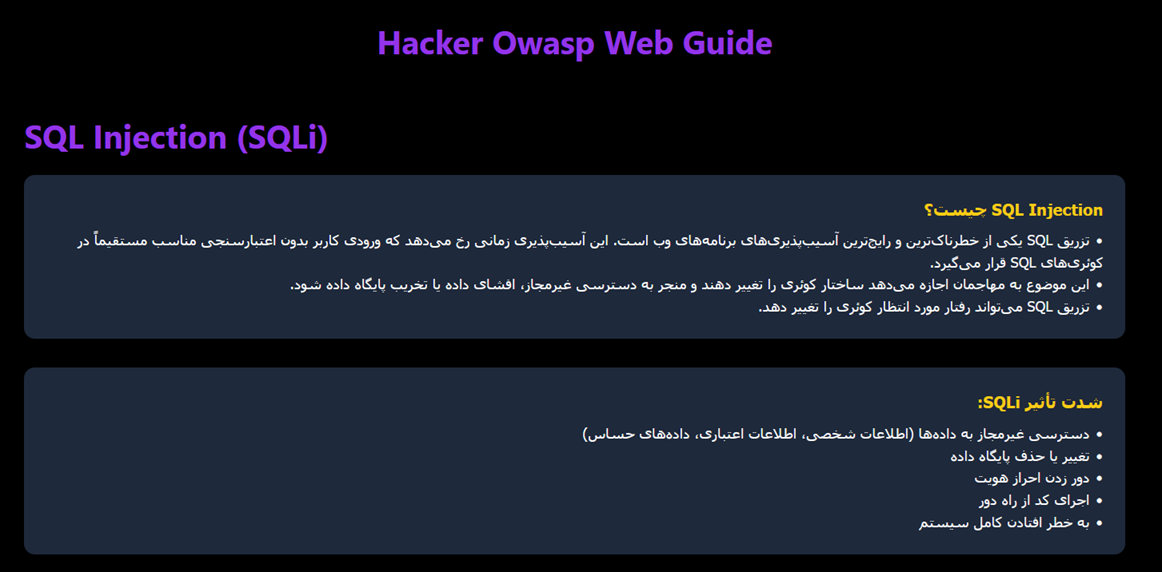 Hacker Owasp Web Guide
SQL Injection (SQLi)
SQL Injection چیست؟
• تزریق SQL یکی از خطرناک‌ترین و رایج‌ترین آسیب‌پذیری‌های برنامه‌های وب است. این آسیب‌پذیری زمانی رخ می‌دهد که ورودی کاربر بدون اعتبارسنجی مناسب مستقیماً در
کوئری‌های SQL قرار می‌گیرد.
• این موضوع به مهاجمان اجازه می‌دهد ساختار کوئری را تغییر دهند و منجر به دسترسی غیرمجاز، افشای داده یا تخریب پایگاه داده شود.
• تزریق SQL می‌تواند رفتار مورد انتظار کوئری را تغییر دهد.
شدت تأثیر SQLi:
• دسترسی غیرمجاز به داده‌ها (اطلاعات شخصی، اطلاعات اعتباری، داده‌های حساس)
• تغییر یا حذف پایگاه داده
• دور زدن احراز هویت
• اجرای کد از راه دور
• به خطر افتادن کامل سیستم